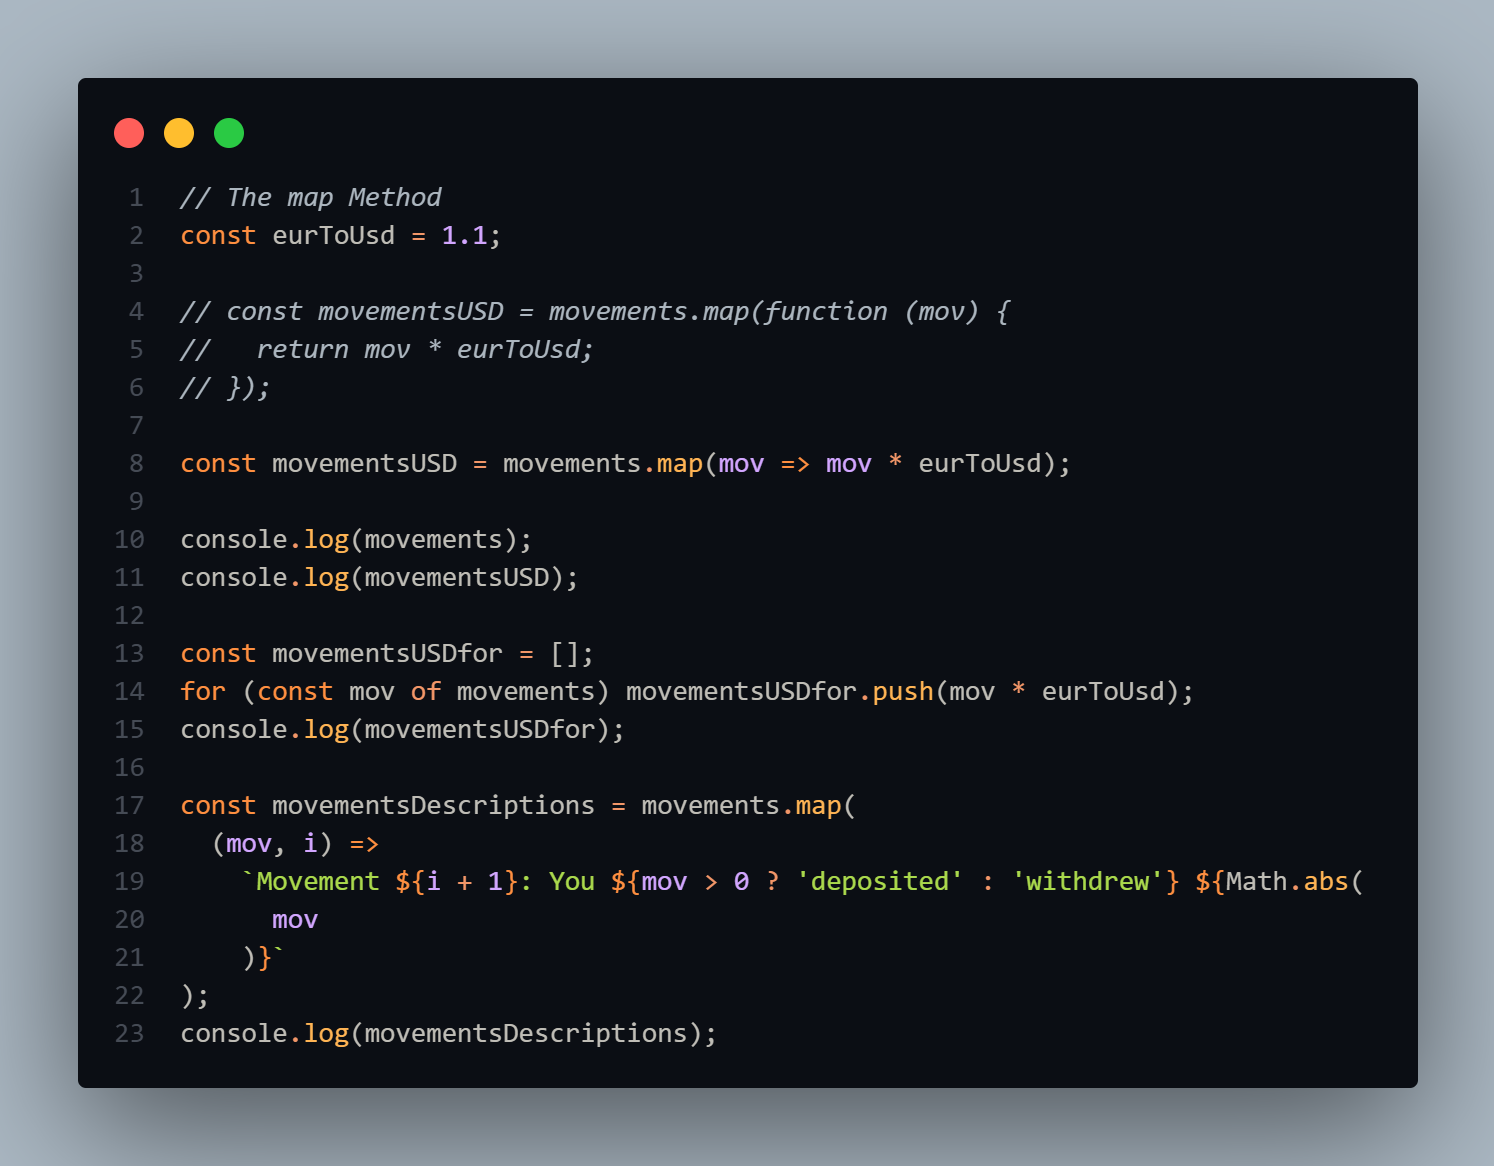 1 // The map Method
2 const eurToUsd = 1.1;
3
4 // const movementsUSD = movements.map(function (mov) {
5 //   return mov * eurToUsd;
6 // });
7
8 const movementsUSD = movements.map(mov => mov * eurToUsd);
9
10 console.log(movements);
11 console.log(movementsUSD);
12
13 const movementsUSDfor = [];
14 for (const mov of movements) movementsUSDfor.push(mov * eurToUsd);
15 console.log(movementsUSDfor);
16
17 const movementsDescriptions = movements.map(
18   (mov, i) =>
19     `Movement ${i + 1}: You ${mov > 0 ? 'deposited' : 'withdrew'} ${Math.abs(
20       mov
21     )}`
22 );
23 console.log(movementsDescriptions);